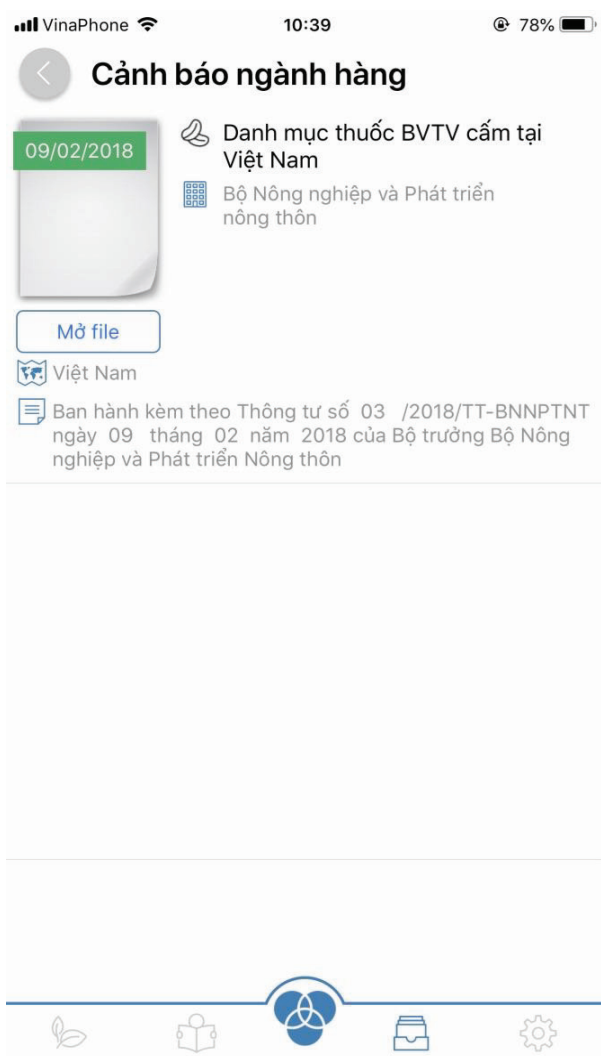 VinaPhone 10:39 78%
Cảnh báo ngành hàng
09/02/2018
Danh mục thuốc BVTV cấm tại
Việt Nam
Bộ Nông nghiệp và Phát triển
nông thôn
Mở file
Việt Nam
Ban hành kèm theo Thông tư số 03 /2018/TT-BNNPTNT
ngày 09 tháng 02 năm 2018 của Bộ trưởng Bộ Nông
nghiệp và Phát triển Nông thôn